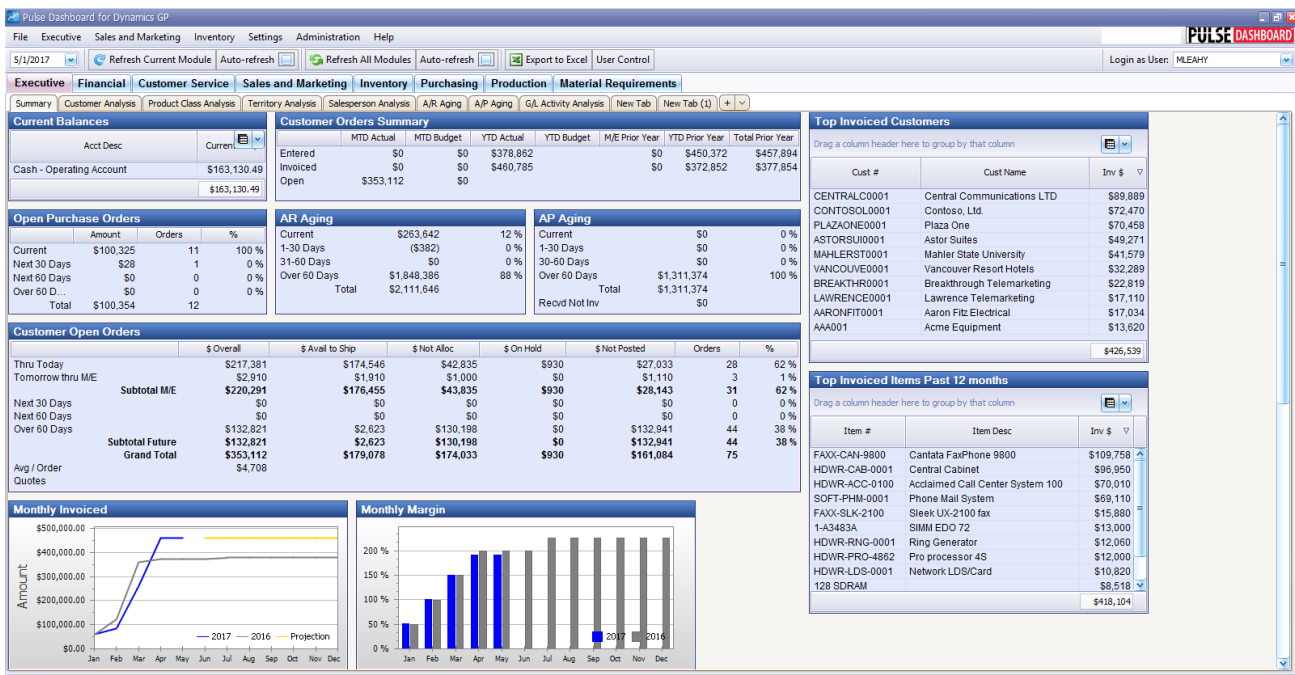 Pulse Dashboard for Dynamics GP
File Executive Sales and Marketing Inventory Settings Administration Help
PULSE DASHBOARD
5/1/2017 Refresh Current Module Auto-refresh Refresh All Modules Auto-refresh Export to Excel User Control Login as User: MLEAHY
Executive Financial Customer Service Sales and Marketing Inventory Purchasing Production Material Requirements
Summary Customer Analysis Product Class Analysis Territory Analysis Salesperson Analysis A/R Aging A/P Aging G/L Activity Analysis New Tab New Tab (1) +
Current Balances
Acct Desc Current
Cash - Operating Account $163,130.49
$163,130.49
Customer Orders Summary
MTD Actual MTD Budget YTD Actual YTD Budget M/E Prior Year YTD Prior Year Total Prior Year
Entered $0 $0 $378,862 $0 $450,372 $457,894
Invoiced $0 $0 $460,785 $0 $372,852 $377,854
Open $353,112 $0
Open Purchase Orders
Amount Orders %
Current $100,325 11 100 %
Next 30 Days $28 1 0 %
Next 60 Days $0 0 0 %
Over 60 D... $0 0 0 %
Total $100,354 12
AR Aging
Current $263,642 12 %
1-30 Days ($382) 0 %
31-60 Days $0 0 %
Over 60 Days $1,848,386 88 %
Total $2,111,646
AP Aging
Current $0 0 %
1-30 Days $0 0 %
30-60 Days $0 0 %
Over 60 Days $1,311,374 100 %
Total $1,311,374
Recvd Not Inv $0
Customer Open Orders
$ Overall $ Avail to Ship $ Not Alloc $ On Hold $ Not Posted Orders %
Thru Today $217,381 $174,546 $42,835 $930 $27,033 28 62 %
Tomorrow thru M/E $2,910 $1,910 $1,000 $0 $1,110 3 1 %
Subtotal M/E $220,291 $176,455 $43,835 $930 $28,143 31 62 %
Next 30 Days $0 $0 $0 $0 $0 0 0 %
Next 60 Days $0 $0 $0 $0 $0 0 0 %
Over 60 Days $132,821 $2,623 $130,198 $0 $132,941 44 38 %
Subtotal Future $132,821 $2,623 $130,198 $0 $132,941 44 38 %
Grand Total $353,112 $179,078 $174,033 $930 $161,084 75
Avg / Order $4,708
Quotes
Monthly Invoiced
$500,000.00
$400,000.00
$300,000.00
$200,000.00
$100,000.00
$0.00
Amount
2017 2016 Projection
Jan Feb Mar Apr May Jun Jul Aug Sep Oct Nov Dec
Monthly Margin
200 %
150 %
100 %
50 %
0 %
2017 2016
Jan Feb Mar Apr May Jun Jul Aug Sep Oct Nov Dec
Top Invoiced Customers
Drag a column header here to group by that column
Cust # Cust Name Inv $
CENTRALC0001 Central Communications LTD $89,889
CONTOSOL0001 Contoso, Ltd. $72,470
PLAZAONE0001 Plaza One $70,458
ASTORSUI0001 Astor Suites $49,271
MAHLERST0001 Mahler State University $41,579
VANCOUVE0001 Vancouver Resort Hotels $32,289
BREAKTHR0001 Breakthrough Telemarketing $22,819
LAWRENCE0001 Lawrence Telemarketing $17,110
AARONFIT0001 Aaron Fitz Electrical $17,034
AAA001 Acme Equipment $13,620
$426,539
Top Invoiced Items Past 12 months
Drag a column header here to group by that column
Item # Item Desc Inv $
FAXX-CAN-9800 Cantata FaxPhone 9800 $109,758
HDWR-CAB-0001 Central Cabinet $96,950
HDWR-ACC-0100 Acclaimed Call Center System 100 $70,010
SOFT-PHM-0001 Phone Mail System $69,110
FAXX-SLK-2100 Sleek UX-2100 fax $15,880
1-A3483A SIMM EDO 72 $13,000
HDWR-RNG-0001 Ring Generator $12,060
HDWR-PRO-4862 Pro processor 4S $12,000
HDWR-LDS-0001 Network LDS/Card $10,820
128 SDRAM $8,518
$418,104